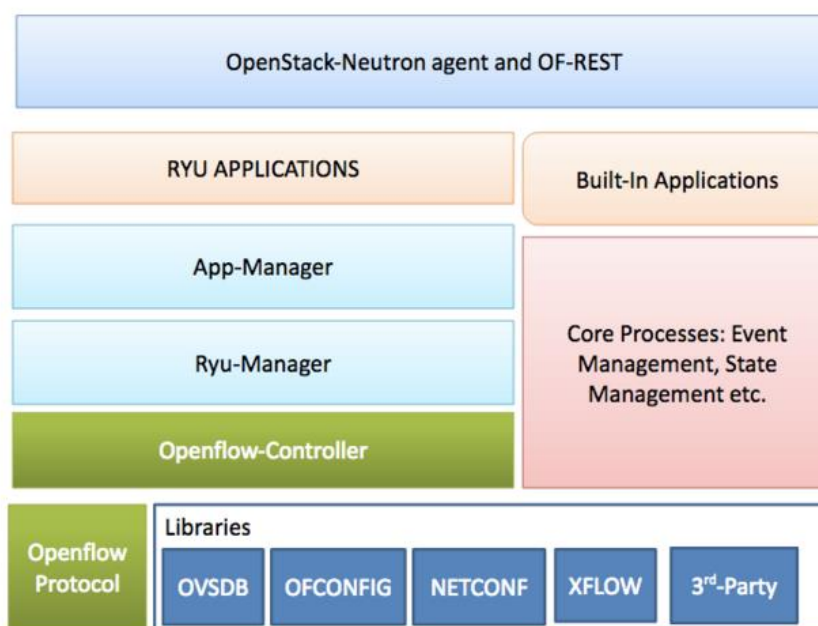 OpenStack-Neutron agent and OF-REST
RYU APPLICATIONS
Built-In Applications
App-Manager
Ryu-Manager
Core Processes: Event
Management, State
Management etc.
Openflow-Controller
Openflow
Protocol
Libraries
OVSDB
OFCONFIG
NETCONF
XFLOW
3rd-Party